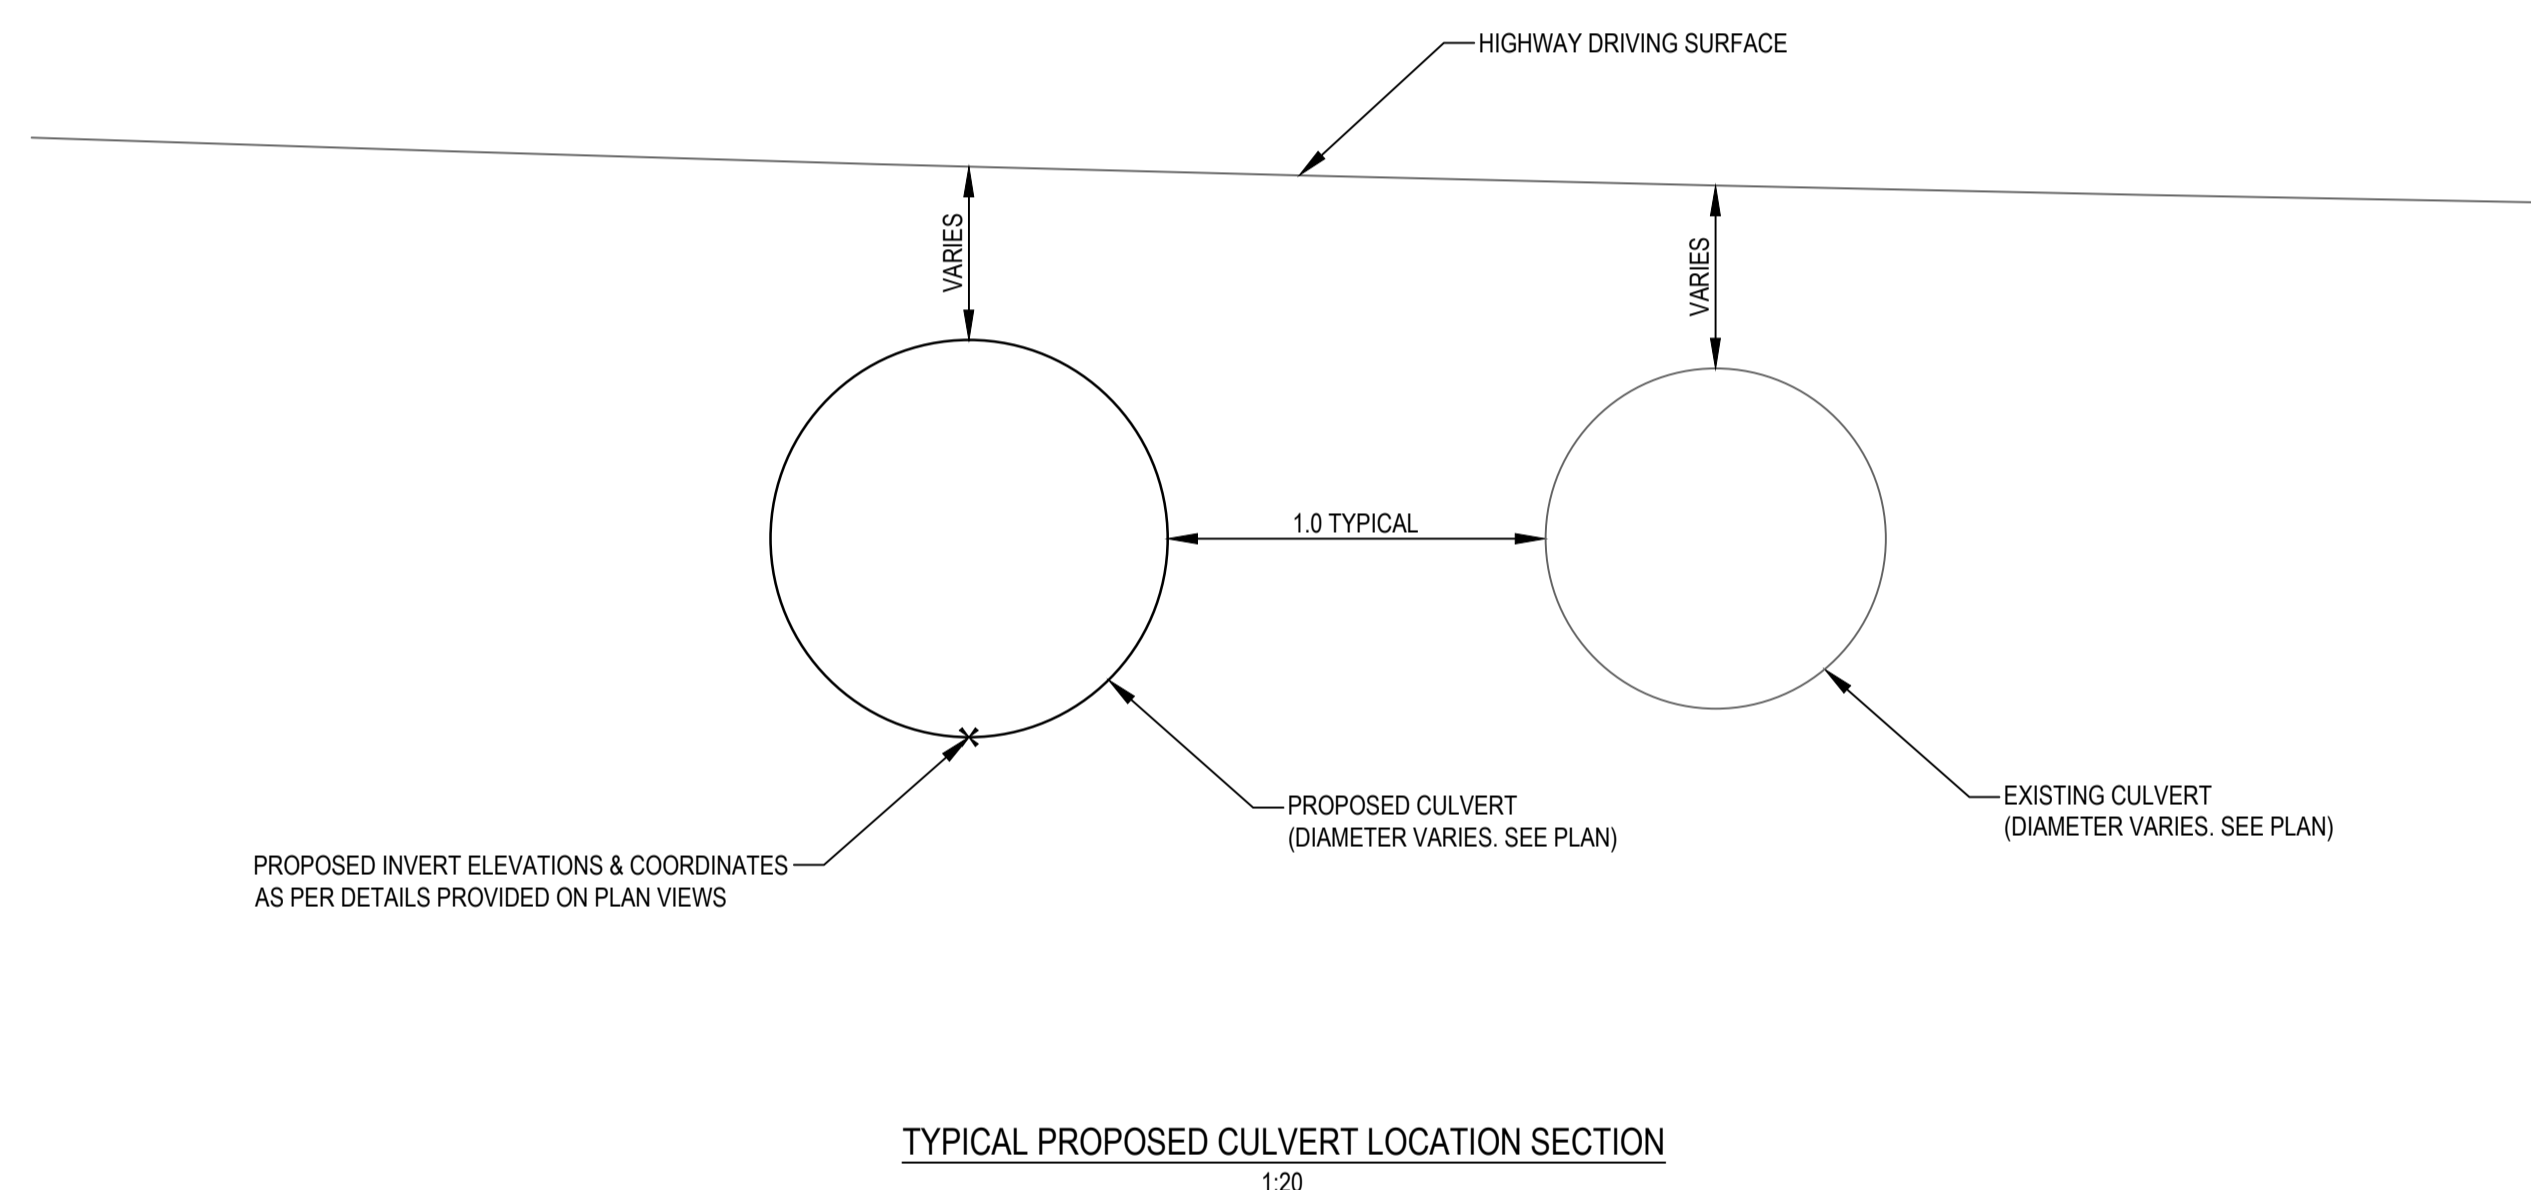 HIGHWAY DRIVING SURFACE
VARIES
VARIES
1.0 TYPICAL
PROPOSED CULVERT
(DIAMETER VARIES. SEE PLAN)
EXISTING CULVERT
(DIAMETER VARIES. SEE PLAN)
PROPOSED INVERT ELEVATIONS & COORDINATES
AS PER DETAILS PROVIDED ON PLAN VIEWS
TYPICAL PROPOSED CULVERT LOCATION SECTION
1:20